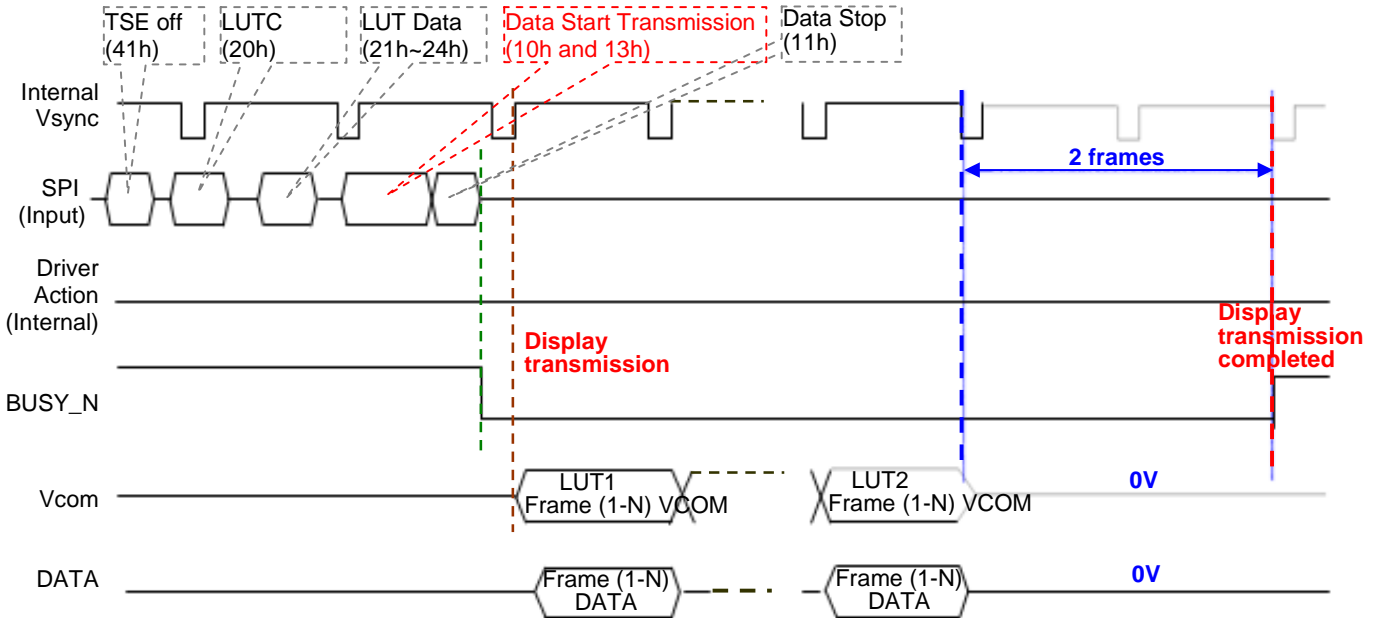 TSE off
(41h)
LUTC
(20h)
LUT Data
(21h~24h)
Data Start Transmission
(10h and 13h)
Data Stop
(11h)
Internal
Vsync
2 frames
SPI
(Input)
Driver
Action
(Internal)
Display
transmission
Display
transmission
completed
BUSY_N
Vcom
LUT1
Frame (1-N) VCOM
LUT2
Frame (1-N) VCOM
0V
DATA
Frame (1-N)
DATA
Frame (1-N)
DATA
0V